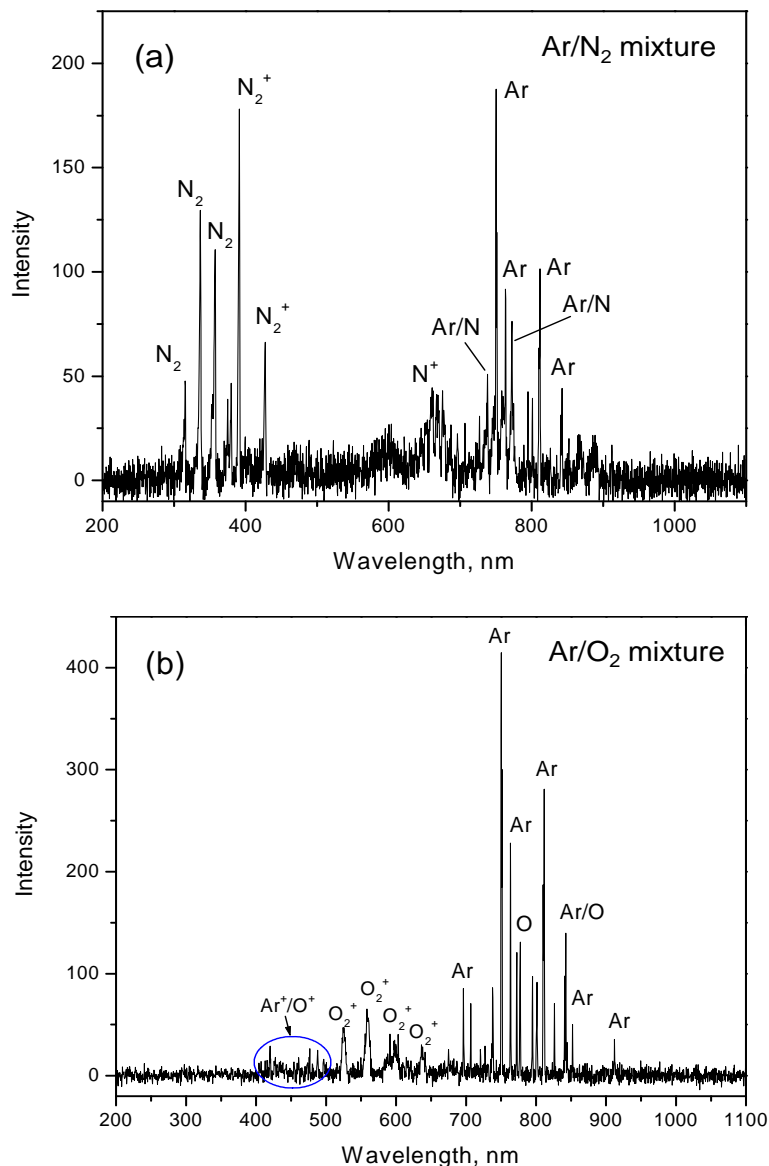 (a)
Ar/N₂ mixture
200
150
100
50
0
Intensity
N₂
N₂
N₂
N₂⁺
N₂⁺
N⁺
Ar/N
Ar
Ar
Ar/N
Ar
Ar
200
400
600
800
1000
Wavelength, nm
(b)
Ar/O₂ mixture
400
300
200
100
0
Intensity
Ar⁺/O⁺
O₂⁺
O₂⁺
O₂⁺
O₂⁺
Ar
Ar
Ar
O
Ar
Ar/O
Ar
Ar
200
300
400
500
600
700
800
900
1000
1100
Wavelength, nm